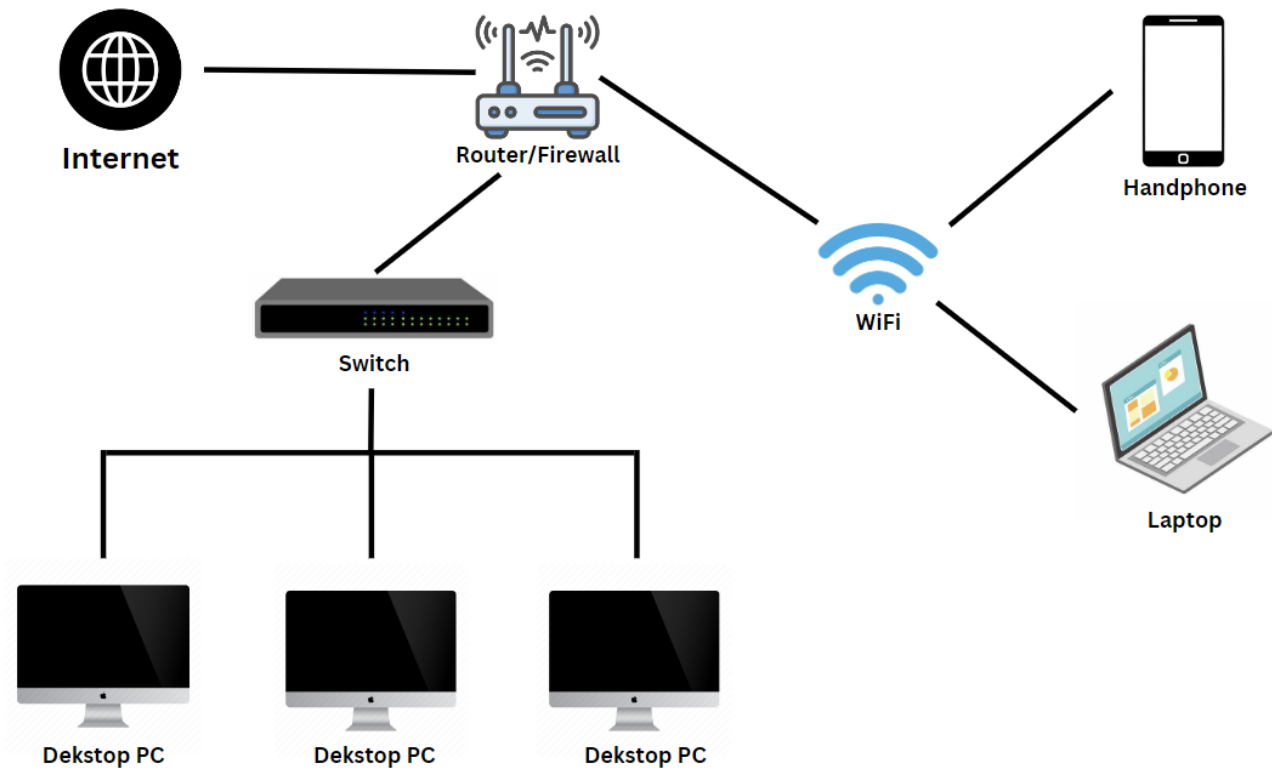 Internet
Router/Firewall
Handphone
WiFi
Switch
Laptop
Dekstop PC
Dekstop PC
Dekstop PC